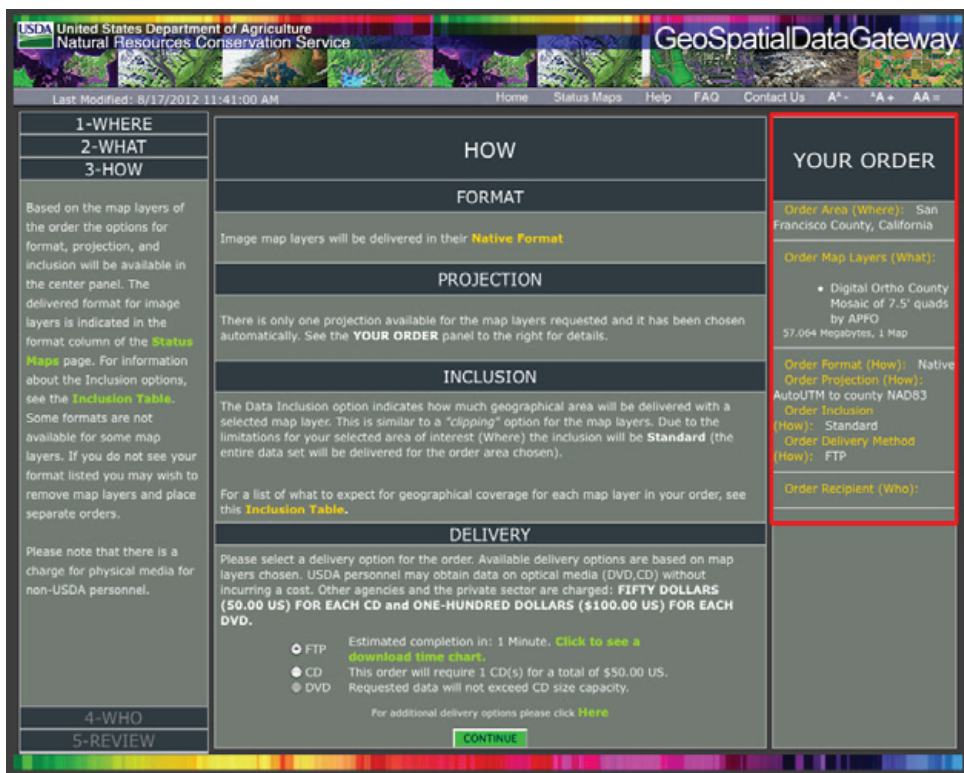 USDA United States Department of Agriculture
Natural Resources Conservation Service
GeoSpatialDataGateway
Last Modified: 8/17/2012 11:41:00 AM
Home Status Maps Help FAQ Contact Us A^A - ^A A + AA =
1-WHERE
2-WHAT
3-HOW
Based on the map layers of
the order the options for
format, projection, and
inclusion will be available in
the center panel. The
delivered format for image
layers is indicated in the
format column of the Status
Maps page. For information
about the Inclusion options,
see the Inclusion Table.
Some formats are not
available for some map
layers. If you do not see your
format listed you may wish to
remove map layers and place
separate orders.
Please note that there is a
charge for physical media for
non-USDA personnel.
4-WHO
5-REVIEW
HOW
FORMAT
Image map layers will be delivered in their Native Format
PROJECTION
There is only one projection available for the map layers requested and it has been chosen
automatically. See the YOUR ORDER panel to the right for details.
INCLUSION
The Data Inclusion option indicates how much geographical area will be delivered with a
selected map layer. This is similar to a "clipping" option for the map layers. Due to the
limitations for your selected area of interest (Where) the inclusion will be Standard (the
entire data set will be delivered for the order area chosen).
For a list of what to expect for geographical coverage for each map layer in your order, see
this Inclusion Table.
DELIVERY
Please select a delivery option for the order. Available delivery options are based on map
layers chosen. USDA personnel may obtain data on optical media (DVD,CD) without
incurring a cost. Other agencies and the private sector are charged: FIFTY DOLLARS
(50.00 US) FOR EACH CD and ONE-HUNDRED DOLLARS ($100.00 US) FOR EACH
DVD.
FTP Estimated completion in: 1 Minute. Click to see a
download time chart.
CD This order will require 1 CD(s) for a total of $50.00 US.
DVD Requested data will not exceed CD size capacity.
For additional delivery options please click Here
CONTINUE
YOUR ORDER
Order Area (Where): San
Francisco County, California
Order Map Layers (What):
• Digital Ortho County
Mosaic of 7.5' quads
by APFO
57.064 Megabytes, 1 Map
Order Format (How): Native
Order Projection (How):
AutoUTM to county NAD83
Order Inclusion
(How): Standard
Order Delivery Method
(How): FTP
Order Recipient (Who):